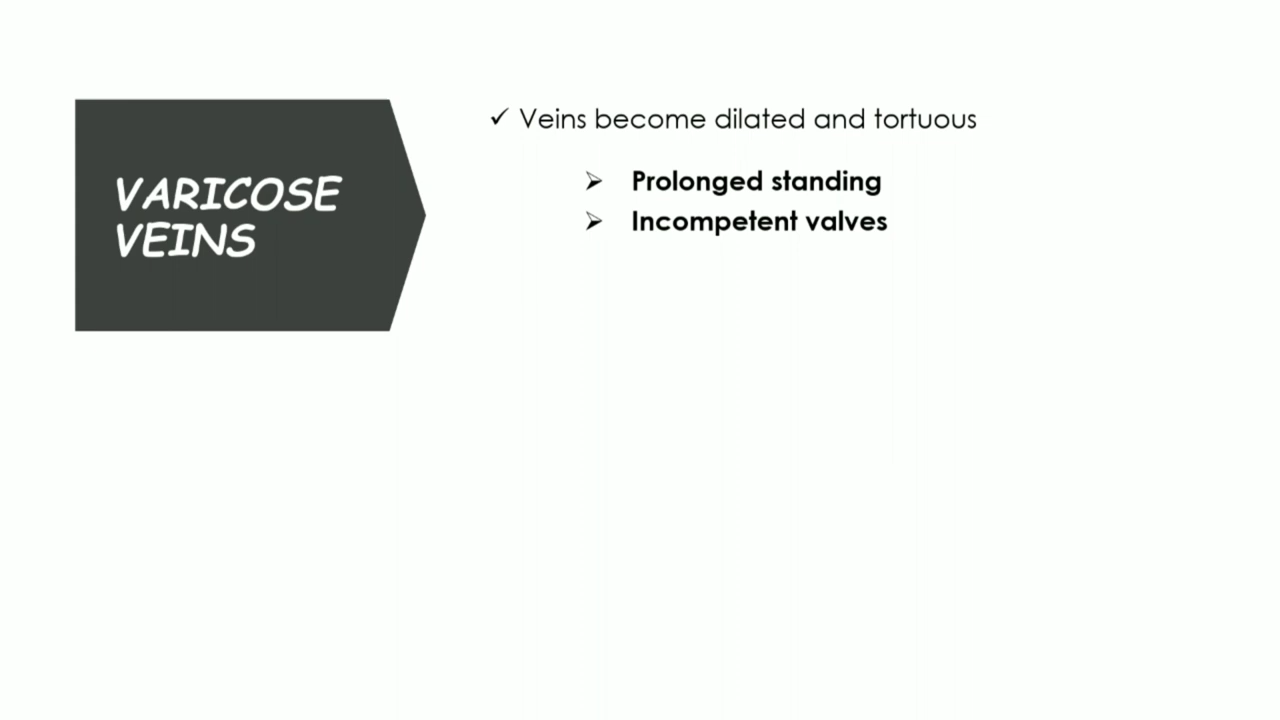 VARICOSE
VEINS
✓ Veins become dilated and tortuous
➢ Prolonged standing
➢ Incompetent valves